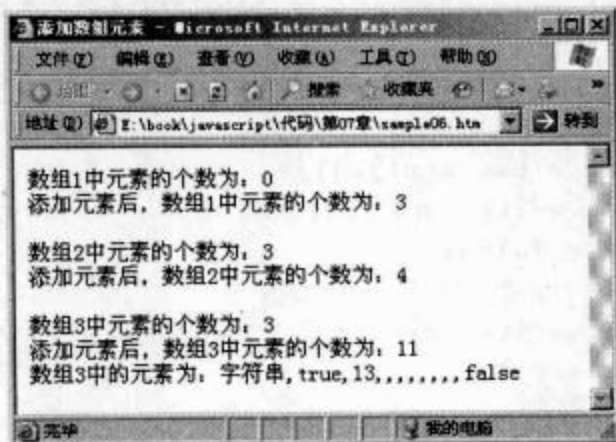 添加数组元素 - Microsoft Internet Explorer
文件(F) 编辑(E) 查看(V) 收藏(A) 工具(T) 帮助(H)
搜索 收藏夹
地址(D) E:\book\javascript\代码\第07章\sample06.htm 转到
数组1中元素的个数为：0
添加元素后，数组1中元素的个数为：3
数组2中元素的个数为：3
添加元素后，数组2中元素的个数为：4
数组3中元素的个数为：3
添加元素后，数组3中元素的个数为：11
数组3中的元素为：字符串,true,13,,,,,,,,false
完毕 我的电脑